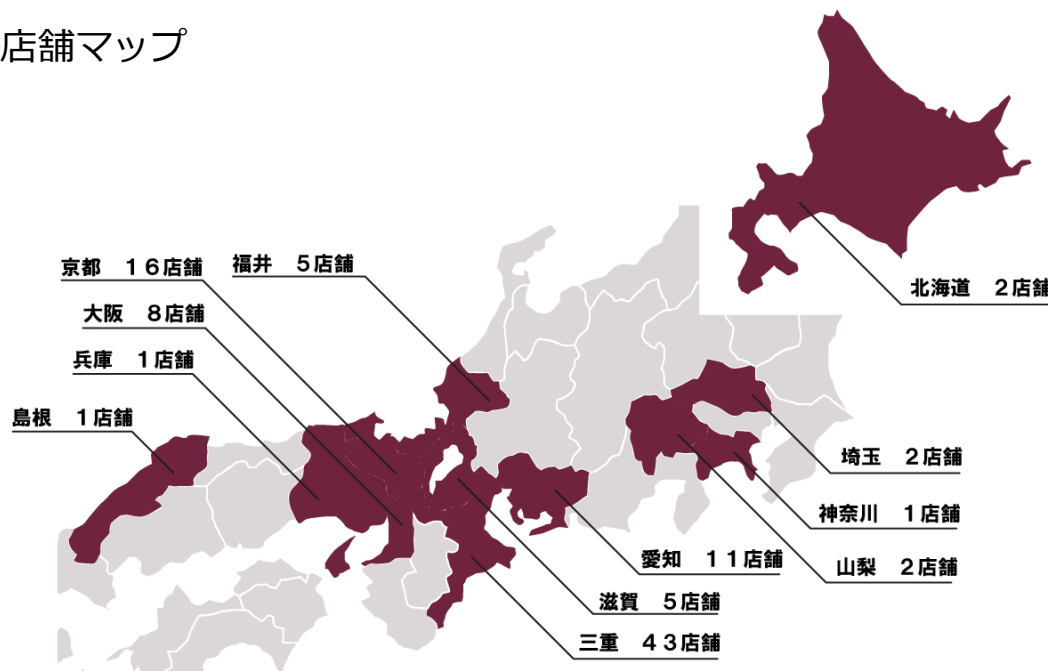 店舗マップ
京都　１６店舗
福井　５店舗
大阪　８店舗
兵庫　１店舗
島根　１店舗
北海道　２店舗
埼玉　２店舗
神奈川　１店舗
愛知　１１店舗
山梨　２店舗
滋賀　５店舗
三重　４３店舗